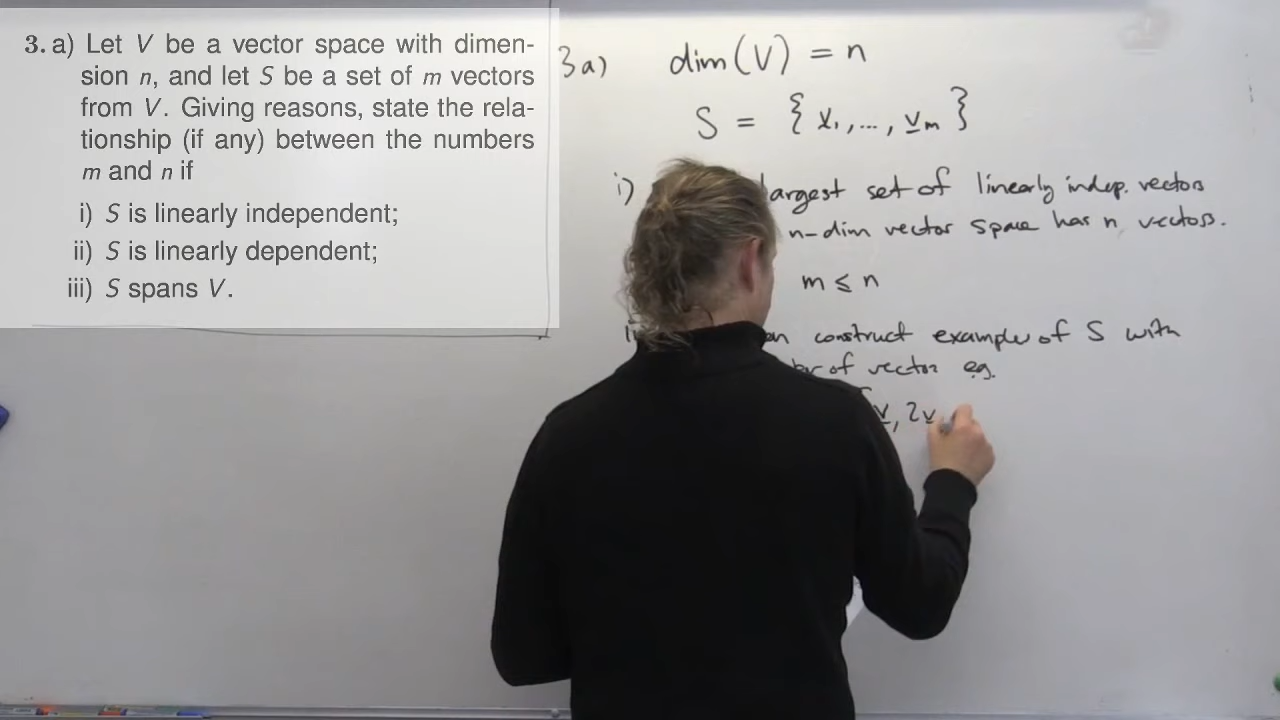 3. a) Let V be a vector space with dimen-
sion n, and let S be a set of m vectors
from V. Giving reasons, state the rela-
tionship (if any) between the numbers
m and n if
i) S is linearly independent;
ii) S is linearly dependent;
iii) S spans V.
3a) dim(V) = n
S = { v₁, ..., vₘ }
i) largest set of linearly indep. vectors
n-dim vector space has n vectors.
m ≤ n
construct example of S with
of vector eg.
v, 2v